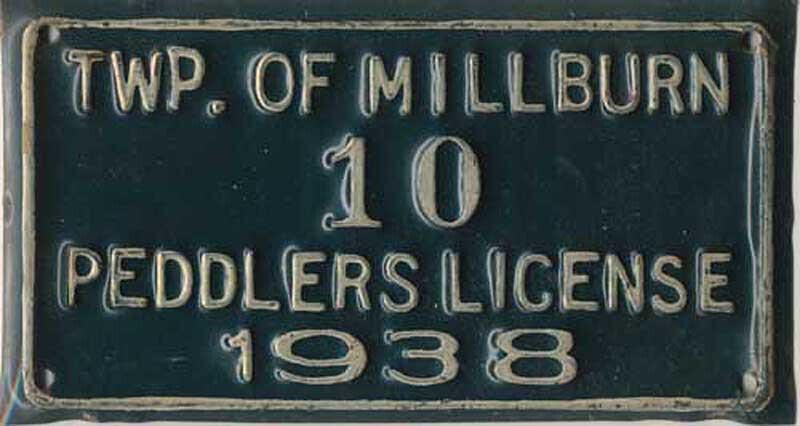 TWP. OF MILLBURN
10
PEDDLERS LICENSE
1938